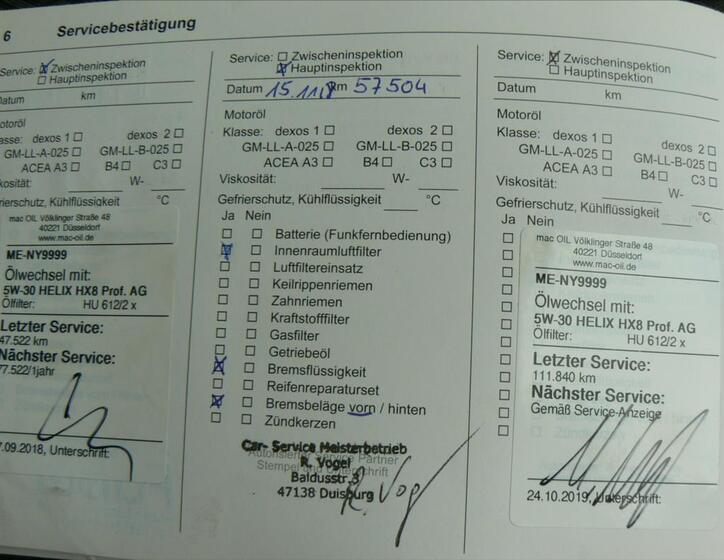 6 Servicebestätigung
Service: Zwischeninspektion
Hauptinspektion
Datum km
Motoröl
Klasse: dexos 1 dexos 2
GM-LL-A-025 GM-LL-B-025
ACEA A3 B4 C3
Viskosität: W-
Gefrierschutz, Kühlflüssigkeit °C
mac OIL Völklinger Straße 48
40221 Düsseldorf
www.mac-oil.de
ME-NY9999
Ölwechsel mit:
5W-30 HELIX HX8 Prof. AG
Ölfilter: HU 612/2 x
Letzter Service:
47.522 km
Nächster Service:
77.522/1jahr
7.09.2018, Unterschrift:
Service: Zwischeninspektion
Hauptinspektion
Datum 15.11.18 km 57504
Motoröl
Klasse: dexos 1 dexos 2
GM-LL-A-025 GM-LL-B-025
ACEA A3 B4 C3
Viskosität: W-
Gefrierschutz, Kühlflüssigkeit °C
Ja Nein
Batterie (Funkfernbedienung)
Innenraumluftfilter
Luftfiltereinsatz
Keilrippenriemen
Zahnriemen
Kraftstofffilter
Gasfilter
Getriebeöl
Bremsflüssigkeit
Reifenreparaturset
Bremsbeläge vorn / hinten
Zündkerzen
Car- Service Meisterbetrieb
Autorisierter Service Partner
R. Vogel
Stempel und Unterschrift
Baldusstr.3
47138 Duisburg
R. Vogel
Service: Zwischeninspektion
Hauptinspektion
Datum km
Motoröl
Klasse: dexos 1 dexos 2
GM-LL-A-025 GM-LL-B-025
ACEA A3 B4 C3
Viskosität: W-
Gefrierschutz, Kühlflüssigkeit °C
Ja Nein
mac OIL Völklinger Straße 48
40221 Düsseldorf
www.mac-oil.de
ME-NY9999
Ölwechsel mit:
5W-30 HELIX HX8 Prof. AG
Ölfilter: HU 612/2 x
Letzter Service:
111.840 km
Nächster Service:
Gemäß Service-Anzeige
24.10.2019, Unterschrift: